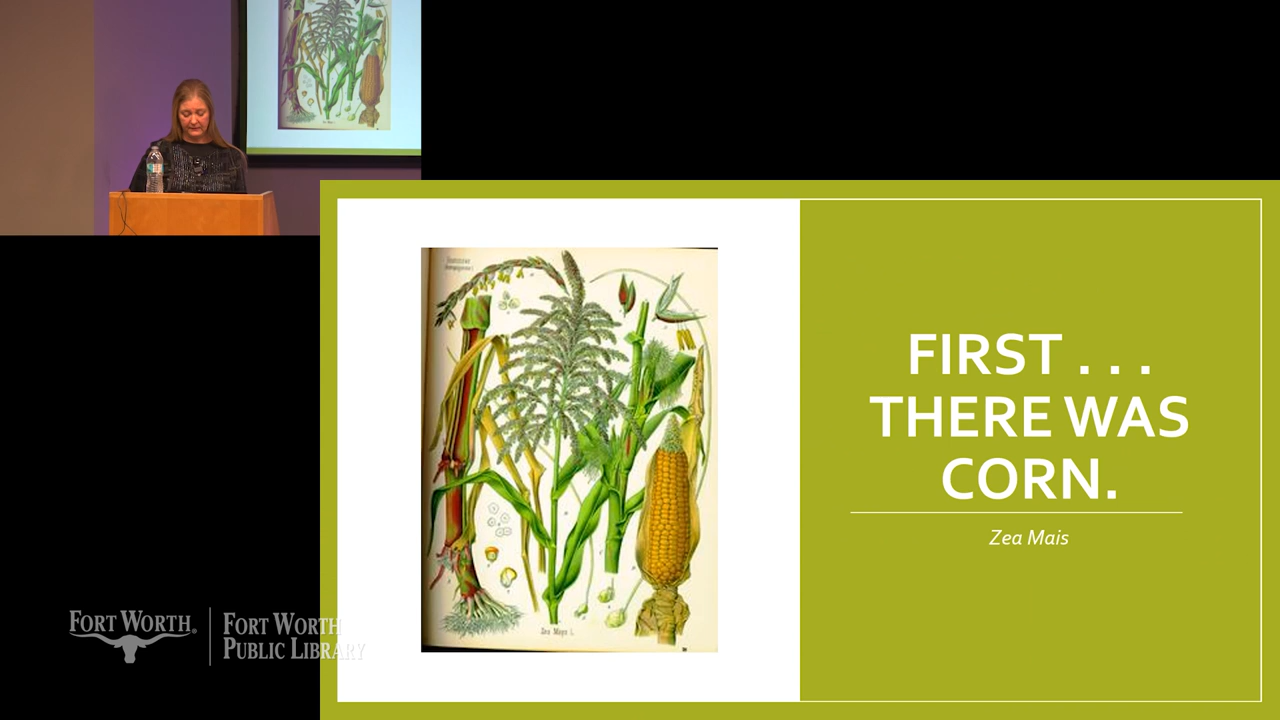 FIRST . . .
THERE WAS
CORN.
Zea Mais
Zea Mays L.
FORT WORTH®
FORT WORTH
PUBLIC LIBRARY